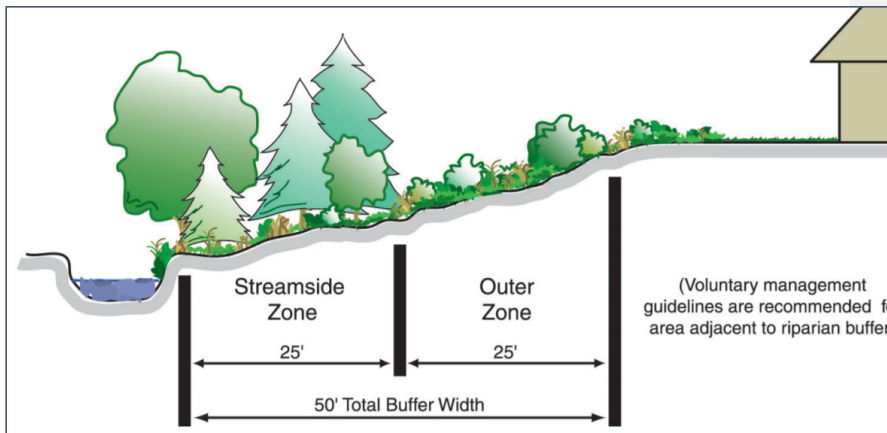 Streamside
Zone
Outer
Zone
(Voluntary management
guidelines are recommended
area adjacent to riparian buffer
25'
25'
50' Total Buffer Width